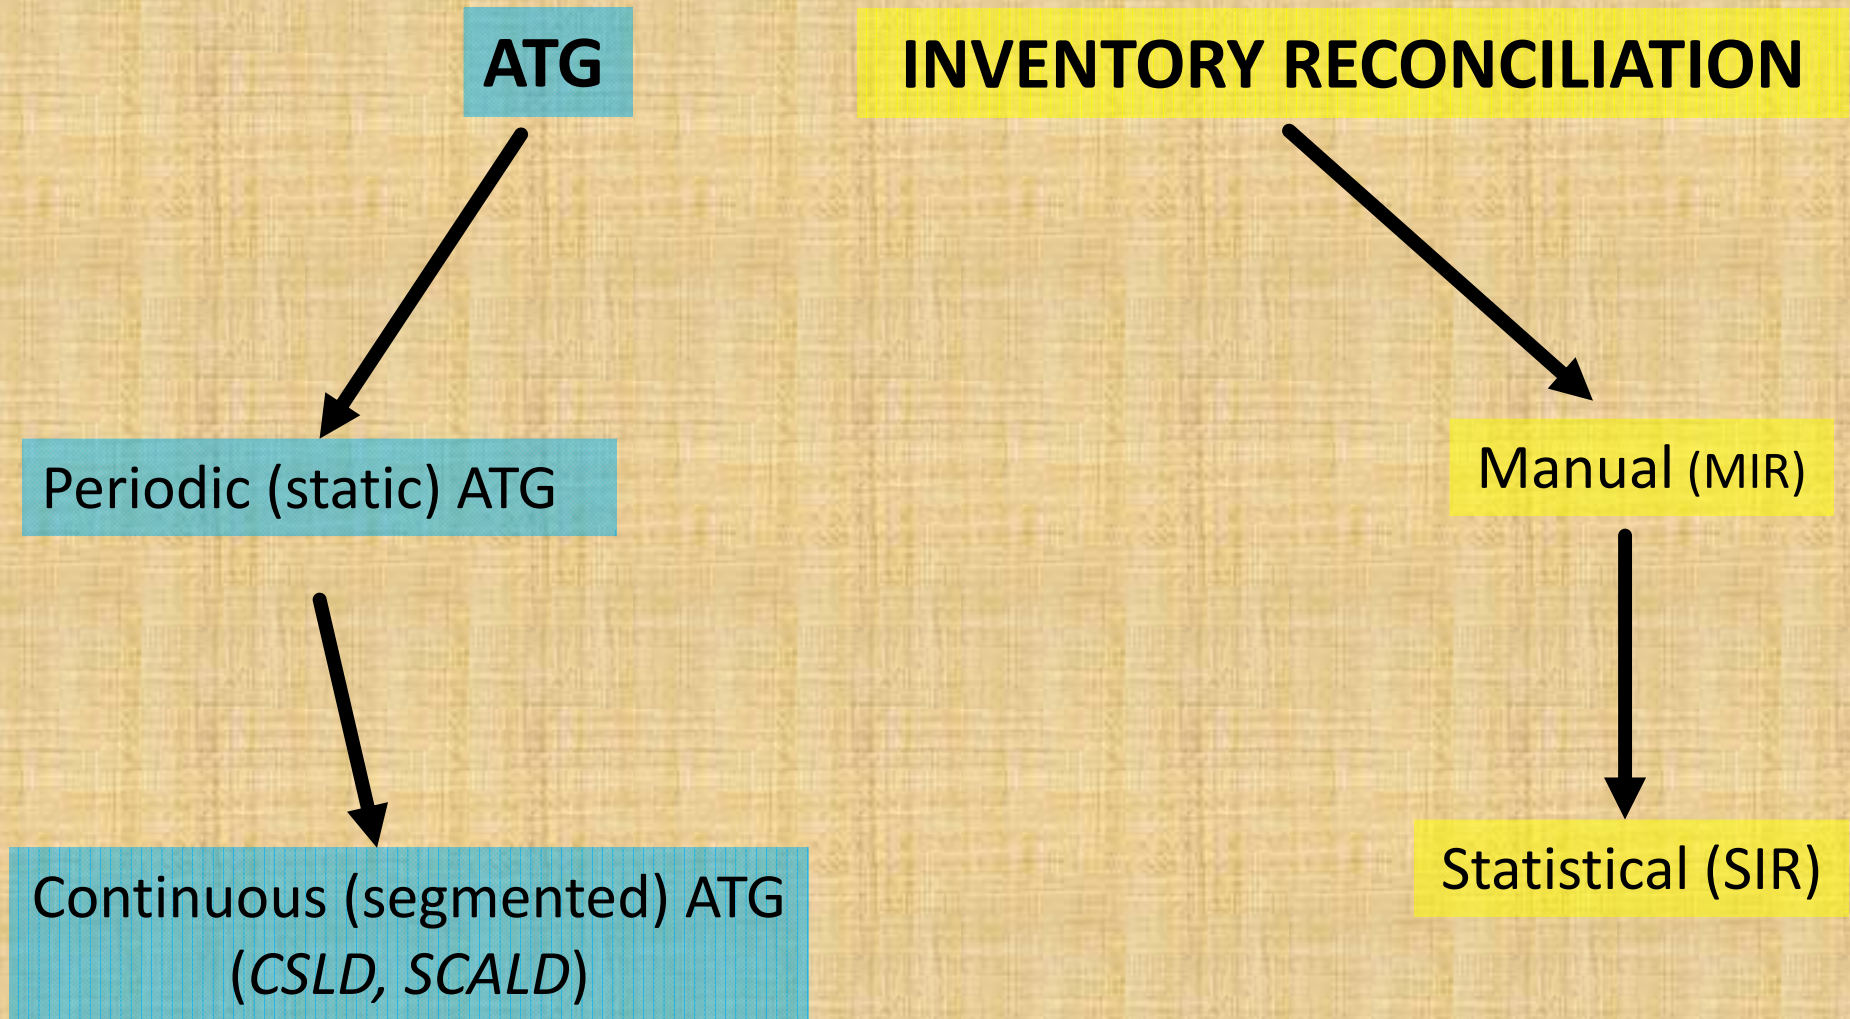 ATG
INVENTORY RECONCILIATION
Periodic (static) ATG
Manual (MIR)
Continuous (segmented) ATG
(CSLD, SCALD)
Statistical (SIR)